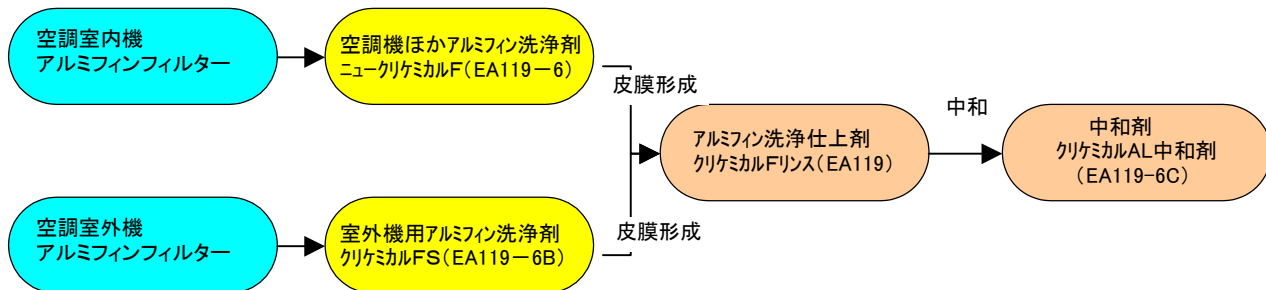 空調室内機
アルミフィンフィルター
空調機ほかアルミフィン洗浄剤
ニュークリケミカルF(EA119-6)
皮膜形成
アルミフィン洗浄仕上剤
クリケミカルFリンス(EA119)
中和
中和剤
クリケミカルAL中和剤
(EA119-6C)
空調室外機
アルミフィンフィルター
室外機用アルミフィン洗浄剤
クリケミカルFS(EA119-6B)
皮膜形成